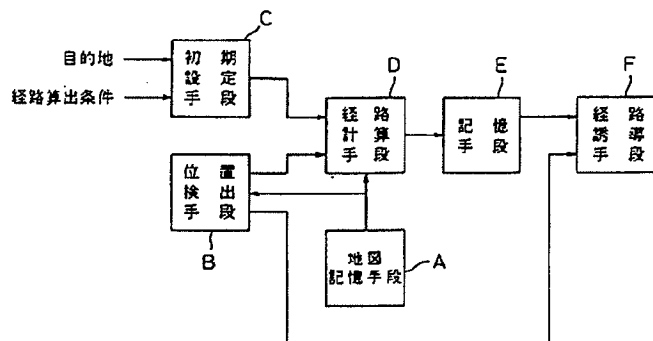 C
目的地
経路算出条件
初期
設定
手段
D
経路
計算
手段
E
記憶
手段
F
経路
誘導
手段
位置
検出
手段
B
地図
記憶手段
A